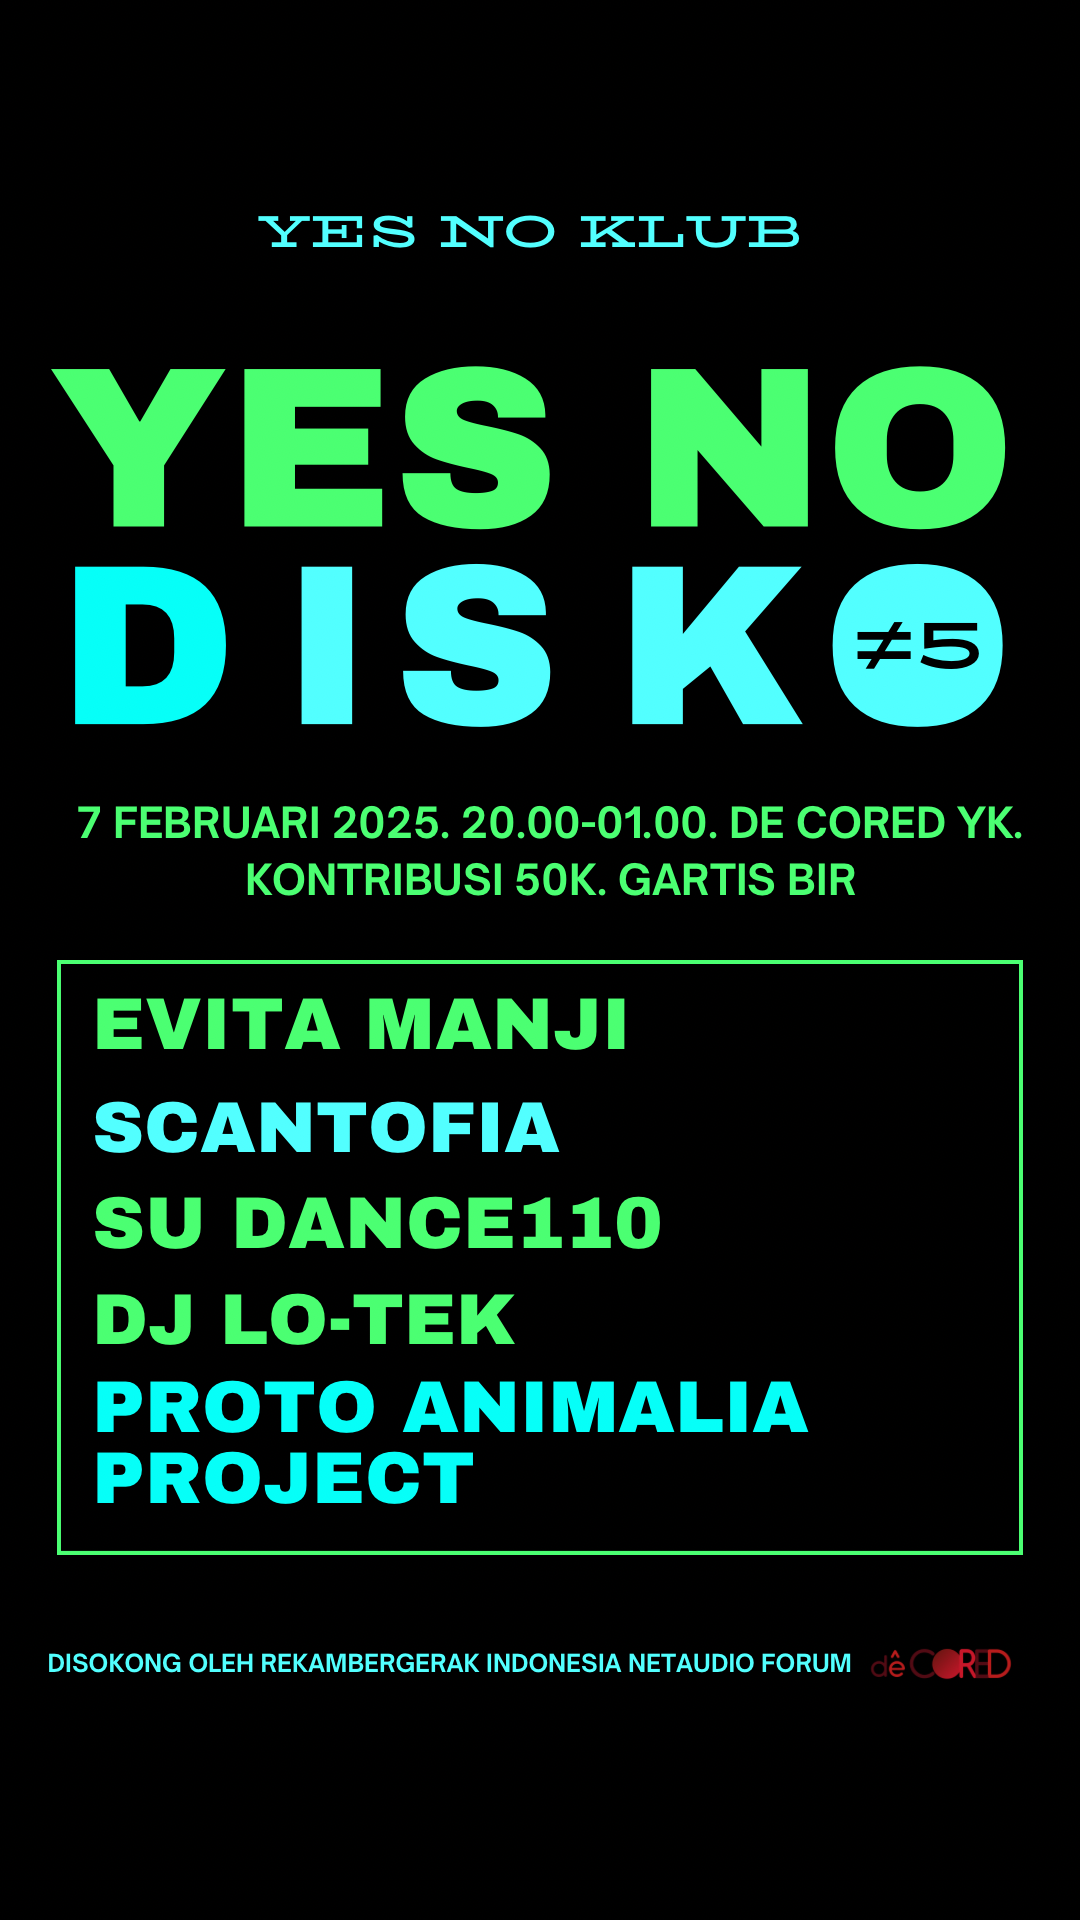 YES NO KLUB
YES NO
DISKO
≠5
7 FEBRUARI 2025. 20.00-01.00. DE CORED YK.
KONTRIBUSI 50K. GARTIS BIR
EVITA MANJI
SCANTOFIA
SU DANCE110
DJ LO-TEK
PROTO ANIMALIA
PROJECT
DISOKONG OLEH REKAMBERGERAK INDONESIA NETAUDIO FORUM dê CORED